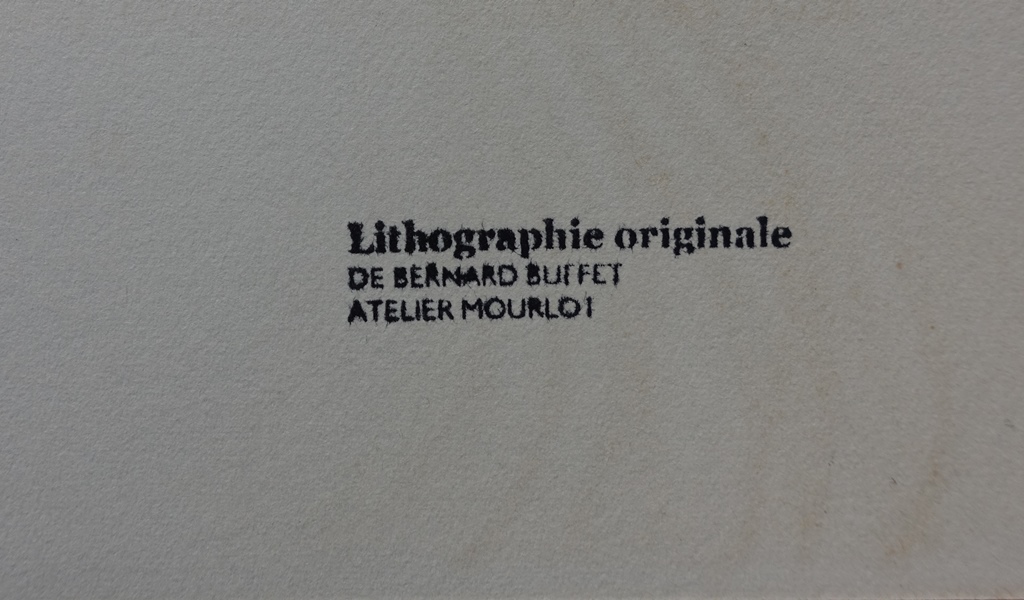 Lithographie originale
DE BERNARD BUFFET
ATELIER MOURLOT